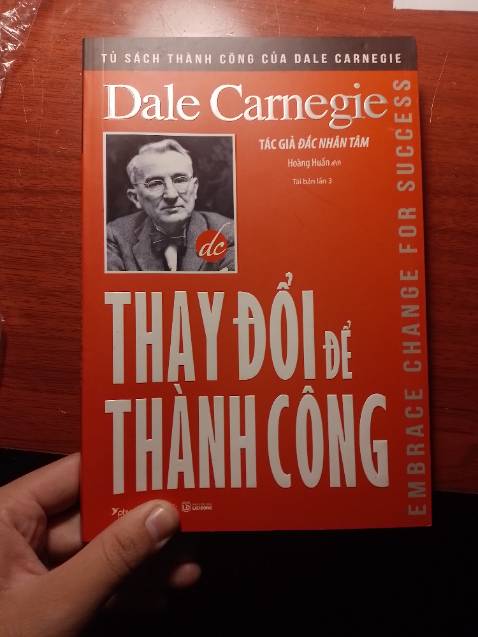 TỦ SÁCH THÀNH CÔNG CỦA DALE CARNEGIE
Dale Carnegie
TÁC GIẢ ĐẮC NHÂN TÂM
Hoàng Huấn dịch
Tái bản lần 3
dc
THAY ĐỔI ĐỂ
THÀNH CÔNG
EMBRACE CHANGE FOR SUCCESS